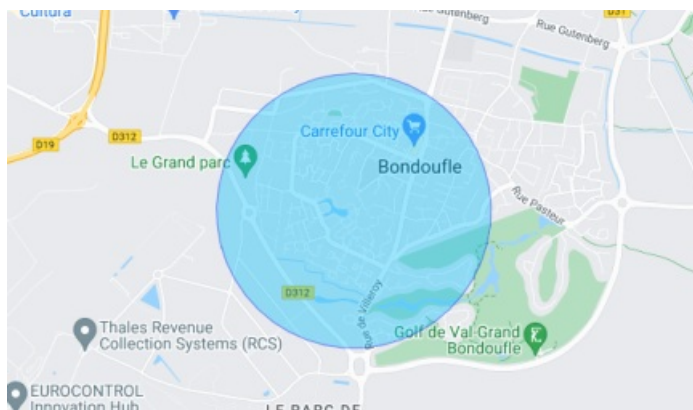 Cultura
Rue Gutenberg
D31
Rue Gutenberg
D19
D312
Carrefour City
Le Grand parc
Bondoufle
Rue Pasteur
D312
Rue de Villeroy
Thales Revenue
Collection Systems (RCS)
Golf de Val-Grand
Bondoufle
EUROCONTROL
Innovation Hub
LE PARC DE